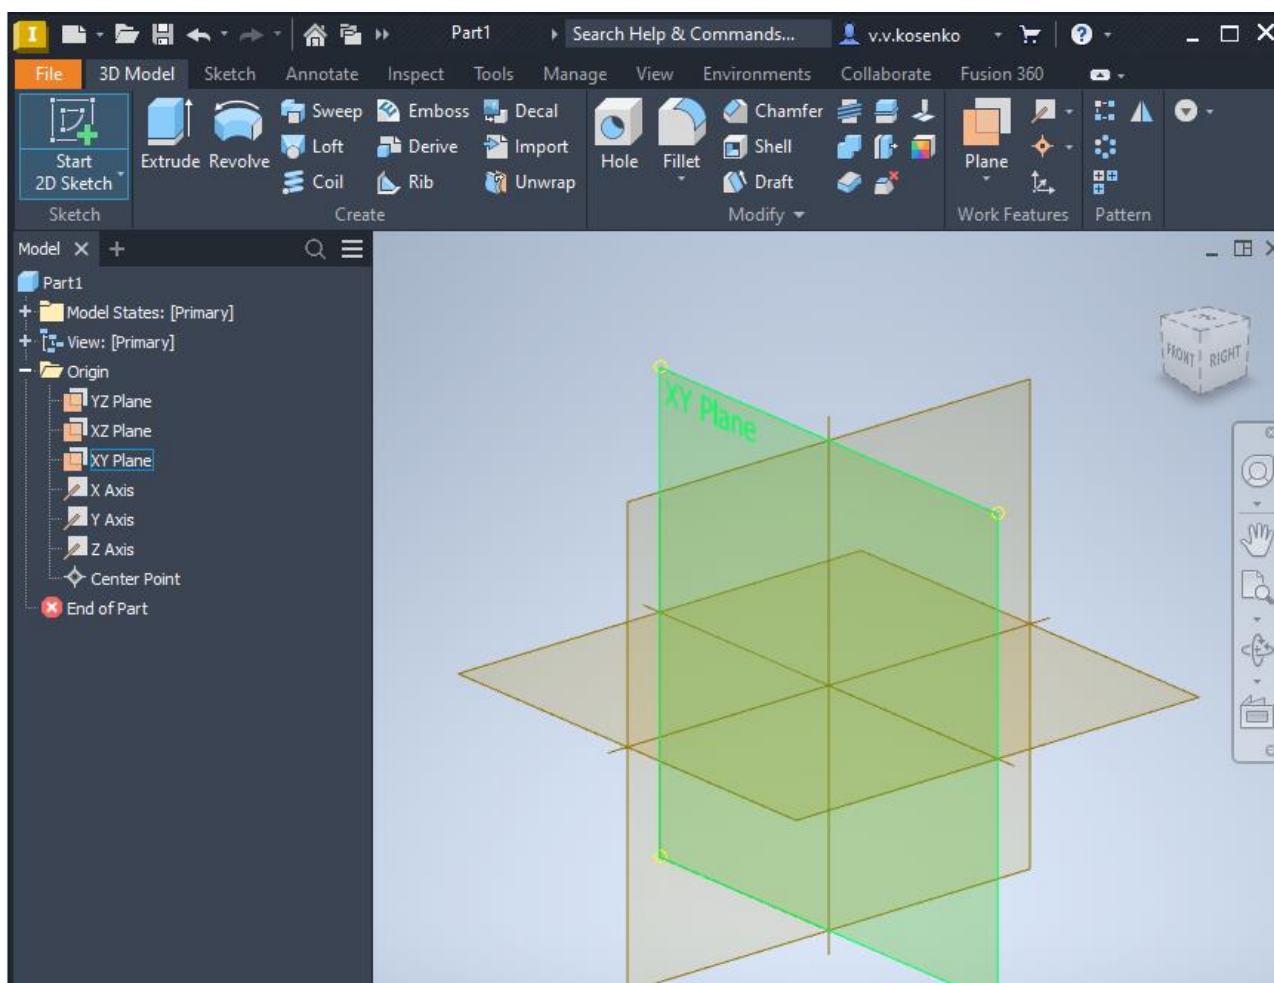 I Part1 Search Help & Commands... v.v.kosenko
File 3D Model Sketch Annotate Inspect Tools Manage View Environments Collaborate Fusion 360
Start 2D Sketch
Extrude
Revolve
Sweep Emboss Decal
Loft Derive Import
Coil Rib Unwrap
Hole
Fillet
Chamfer
Shell
Draft
Plane
Sketch Create Modify Work Features Pattern
Model
Part1
Model States: [Primary]
View: [Primary]
Origin
YZ Plane
XZ Plane
XY Plane
X Axis
Y Axis
Z Axis
Center Point
End of Part
XY Plane
FRONT RIGHT